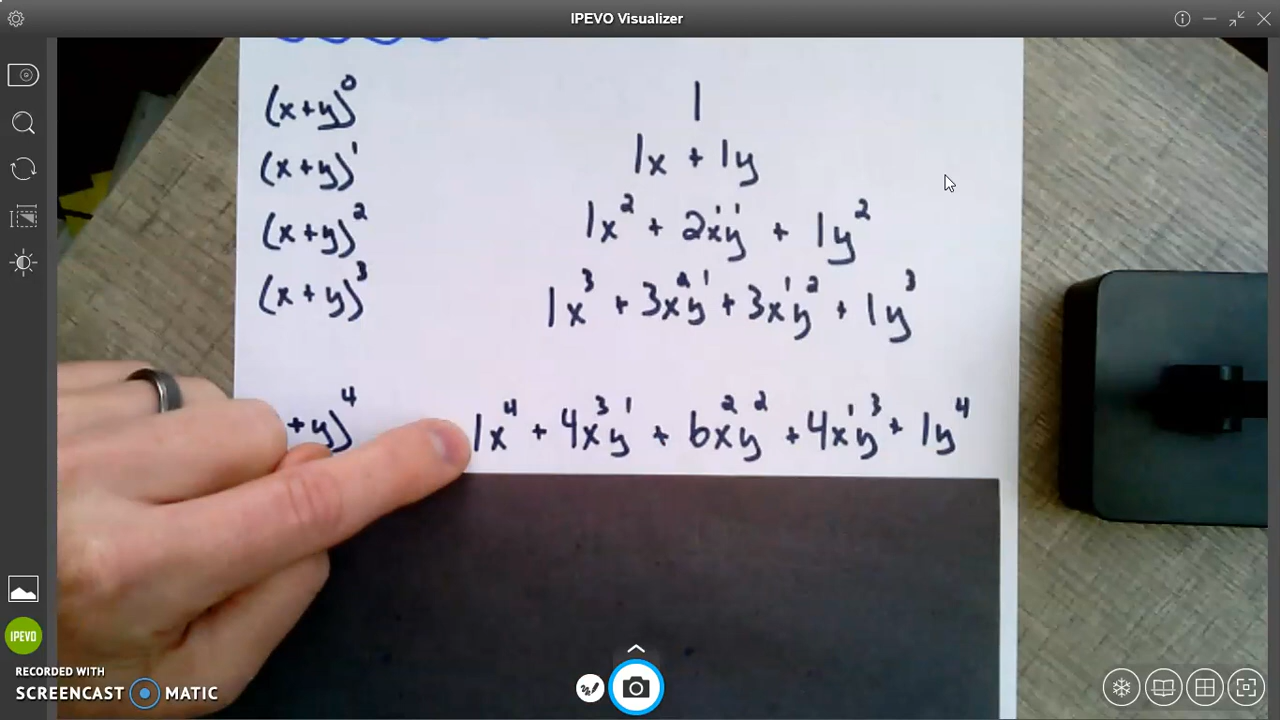 IPEVO Visualizer
(x+y)⁰ 1
(x+y)¹ 1x + 1y
(x+y)² 1x² + 2x¹y¹ + 1y²
(x+y)³ 1x³ + 3x²y¹ + 3x¹y² + 1y³
+y)⁴ 1x⁴ + 4x³y¹ + 6x²y² + 4x¹y³ + 1y⁴
IPEVO
RECORDED WITH
SCREENCAST MATIC